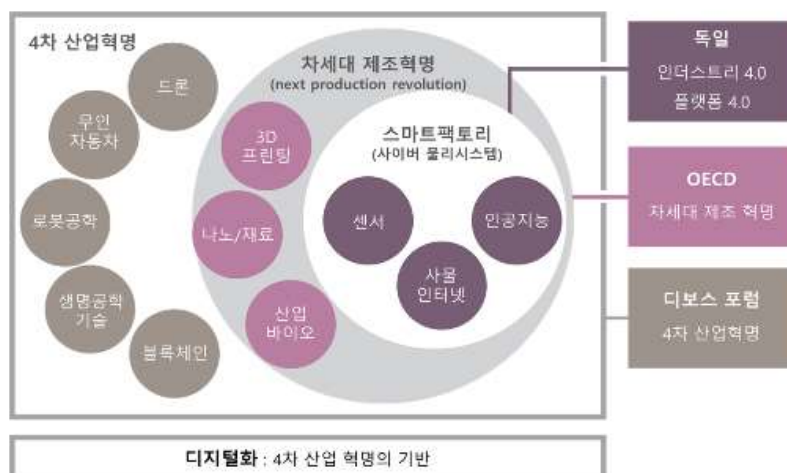 4차 산업혁명
드론
무인
자동차
로봇공학
생명공학
기술
블록체인
차세대 제조혁명
(next production revolution)
3D
프린팅
나노/재료
산업
바이오
스마트팩토리
(사이버 물리시스템)
센서
사물
인터넷
인공지능
독일
인더스트리 4.0
플랫폼 4.0
OECD
차세대 제조 혁명
디보스 포럼
4차 산업혁명
디지털화 : 4차 산업 혁명의 기반